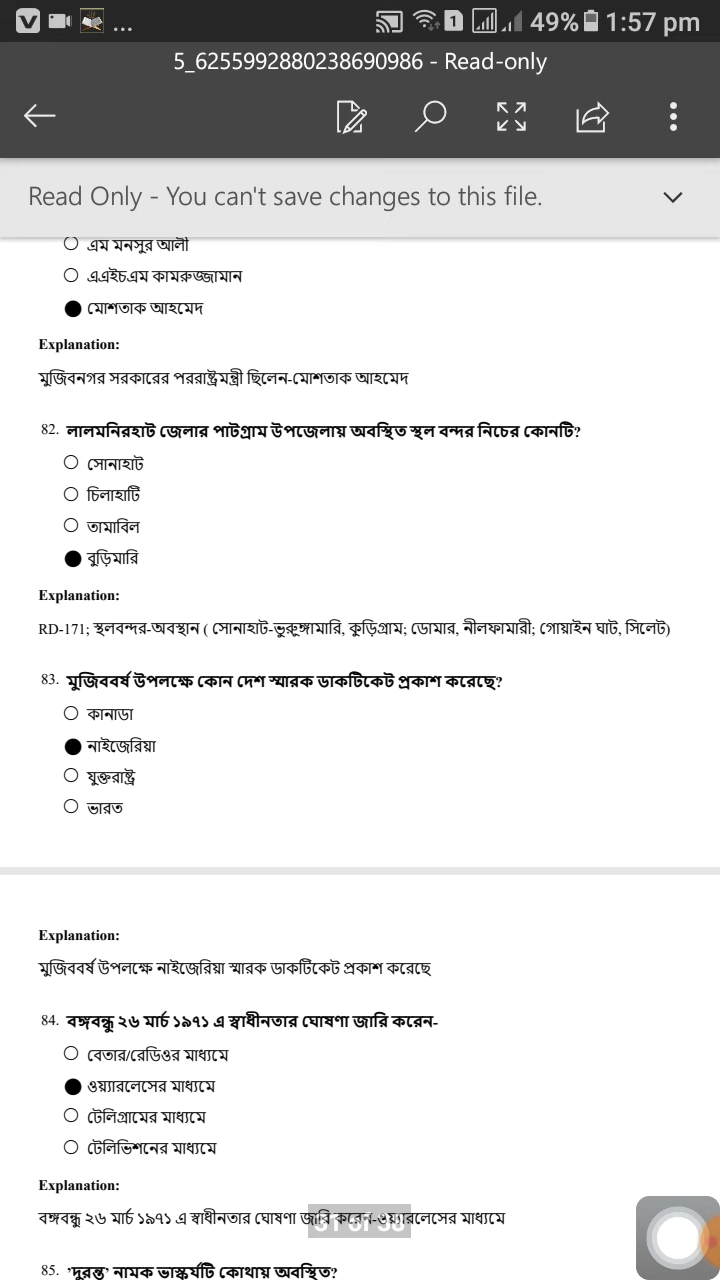 V ... 1 49% 1:57 pm
5_6255992880238690986 - Read-only
Read Only - You can't save changes to this file.
এম মনসুর আলী
এএইচএম কামরুজ্জামান
মোশতাক আহমেদ
Explanation:
মুজিবনগর সরকারের পররাষ্ট্রমন্ত্রী ছিলেন-মোশতাক আহমেদ
82. লালমনিরহাট জেলার পাটগ্রাম উপজেলায় অবস্থিত স্থল বন্দর নিচের কোনটি?
সোনাহাট
চিলাহাটি
তামাবিল
বুড়িমারি
Explanation:
RD-171; স্থলবন্দর-অবস্থান ( সোনাহাট-ভুরুঙ্গামারি, কুড়িগ্রাম; ডোমার, নীলফামারী; গোয়াইন ঘাট, সিলেট)
83. মুজিববর্ষ উপলক্ষে কোন দেশ স্মারক ডাকটিকেট প্রকাশ করেছে?
কানাডা
নাইজেরিয়া
যুক্তরাষ্ট্র
ভারত
Explanation:
মুজিববর্ষ উপলক্ষে নাইজেরিয়া স্মারক ডাকটিকেট প্রকাশ করেছে
84. বঙ্গবন্ধু ২৬ মার্চ ১৯৭১ এ স্বাধীনতার ঘোষণা জারি করেন-
বেতার/রেডিওর মাধ্যমে
ওয়্যারলেসের মাধ্যমে
টেলিগ্রামের মাধ্যমে
টেলিভিশনের মাধ্যমে
Explanation:
বঙ্গবন্ধু ২৬ মার্চ ১৯৭১ এ স্বাধীনতার ঘোষণা জারি করেন-ওয়্যারলেসের মাধ্যমে
85. ’দুরন্ত’ নামক ভাস্কর্যটি কোথায় অবস্থিত?